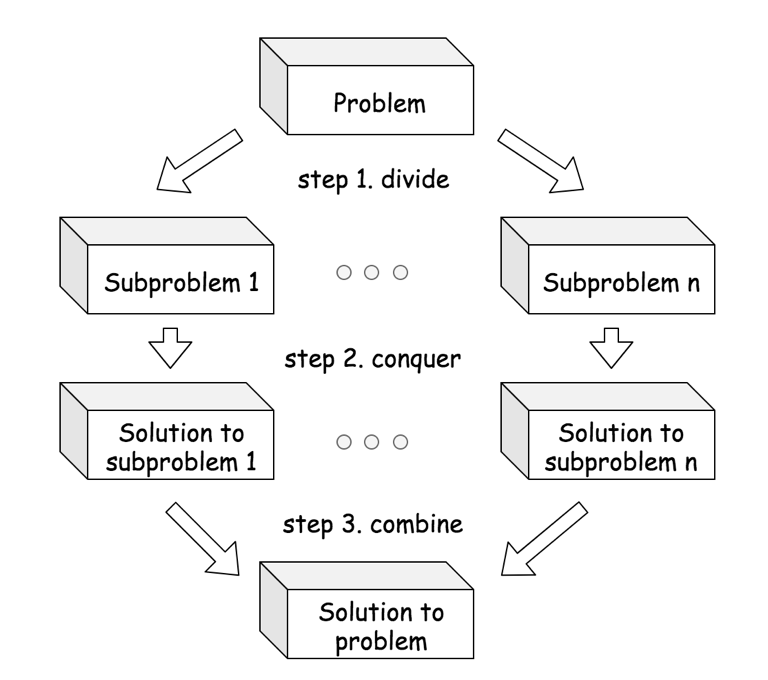 Problem
step 1. divide
Subproblem 1
Subproblem n
step 2. conquer
Solution to
subproblem 1
Solution to
subproblem n
step 3. combine
Solution to
problem